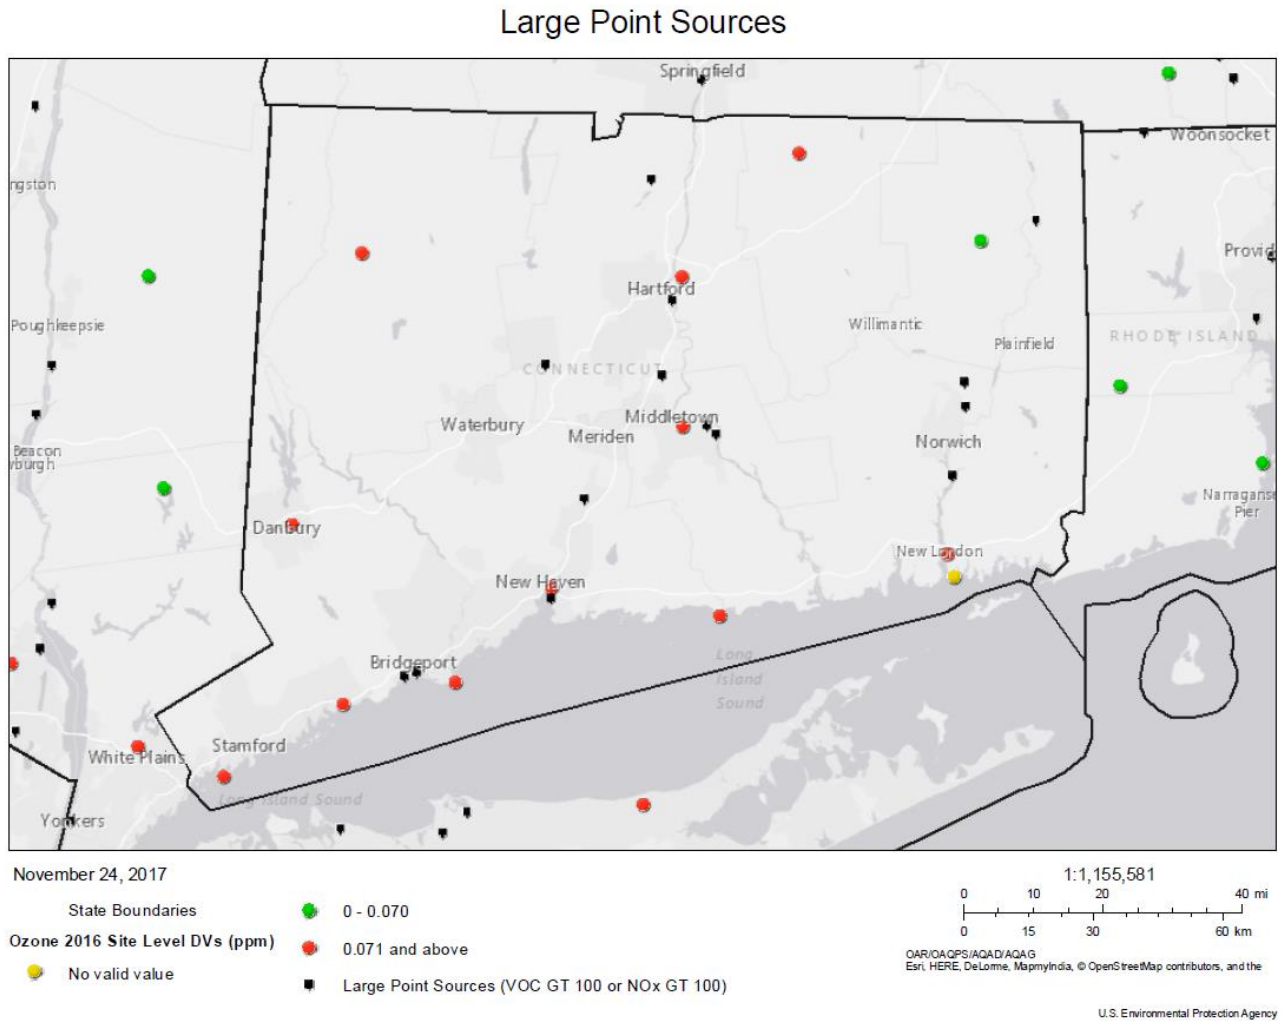 Large Point Sources
Springfield
Woonsocket
ngston
Provid
Hartford
Poughkeepsie
Willimantic
RHODE ISLAND
Plainfield
CONNECTICUT
Middletown
Waterbury
Meriden
Norwich
Beacon
wburgh
Narraganse
Pier
Danbury
New London
New Haven
Long
Island
Sound
Bridgeport
Stamford
White Plains
Long Island Sound
Yonkers
November 24, 2017
State Boundaries
Ozone 2016 Site Level DVs (ppm)
No valid value
0 - 0.070
0.071 and above
Large Point Sources (VOC GT 100 or NOx GT 100)
1:1,155,581
0 10 20 40 mi
0 15 30 60 km
OAR/OAQPS/AQAD/AQAG
Esri, HERE, DeLorme, MapmyIndia, © OpenStreetMap contributors, and the
U.S. Environmental Protection Agency